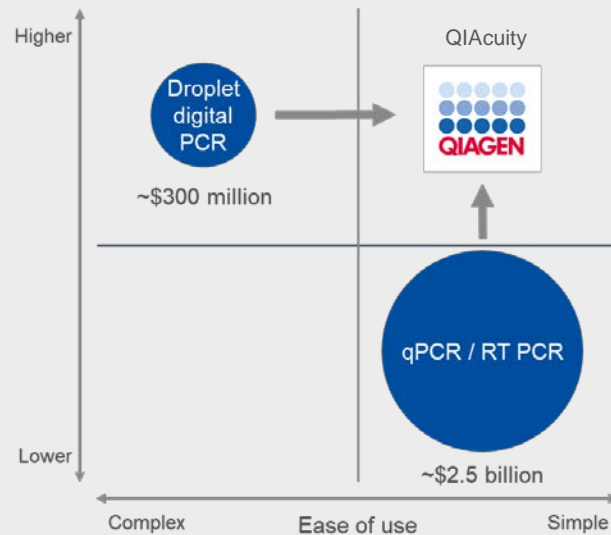 Higher
QIAcuity
Droplet
digital
PCR
QIAGEN
~$300 million
qPCR / RT PCR
Lower
~$2.5 billion
Complex
Ease of use
Simple